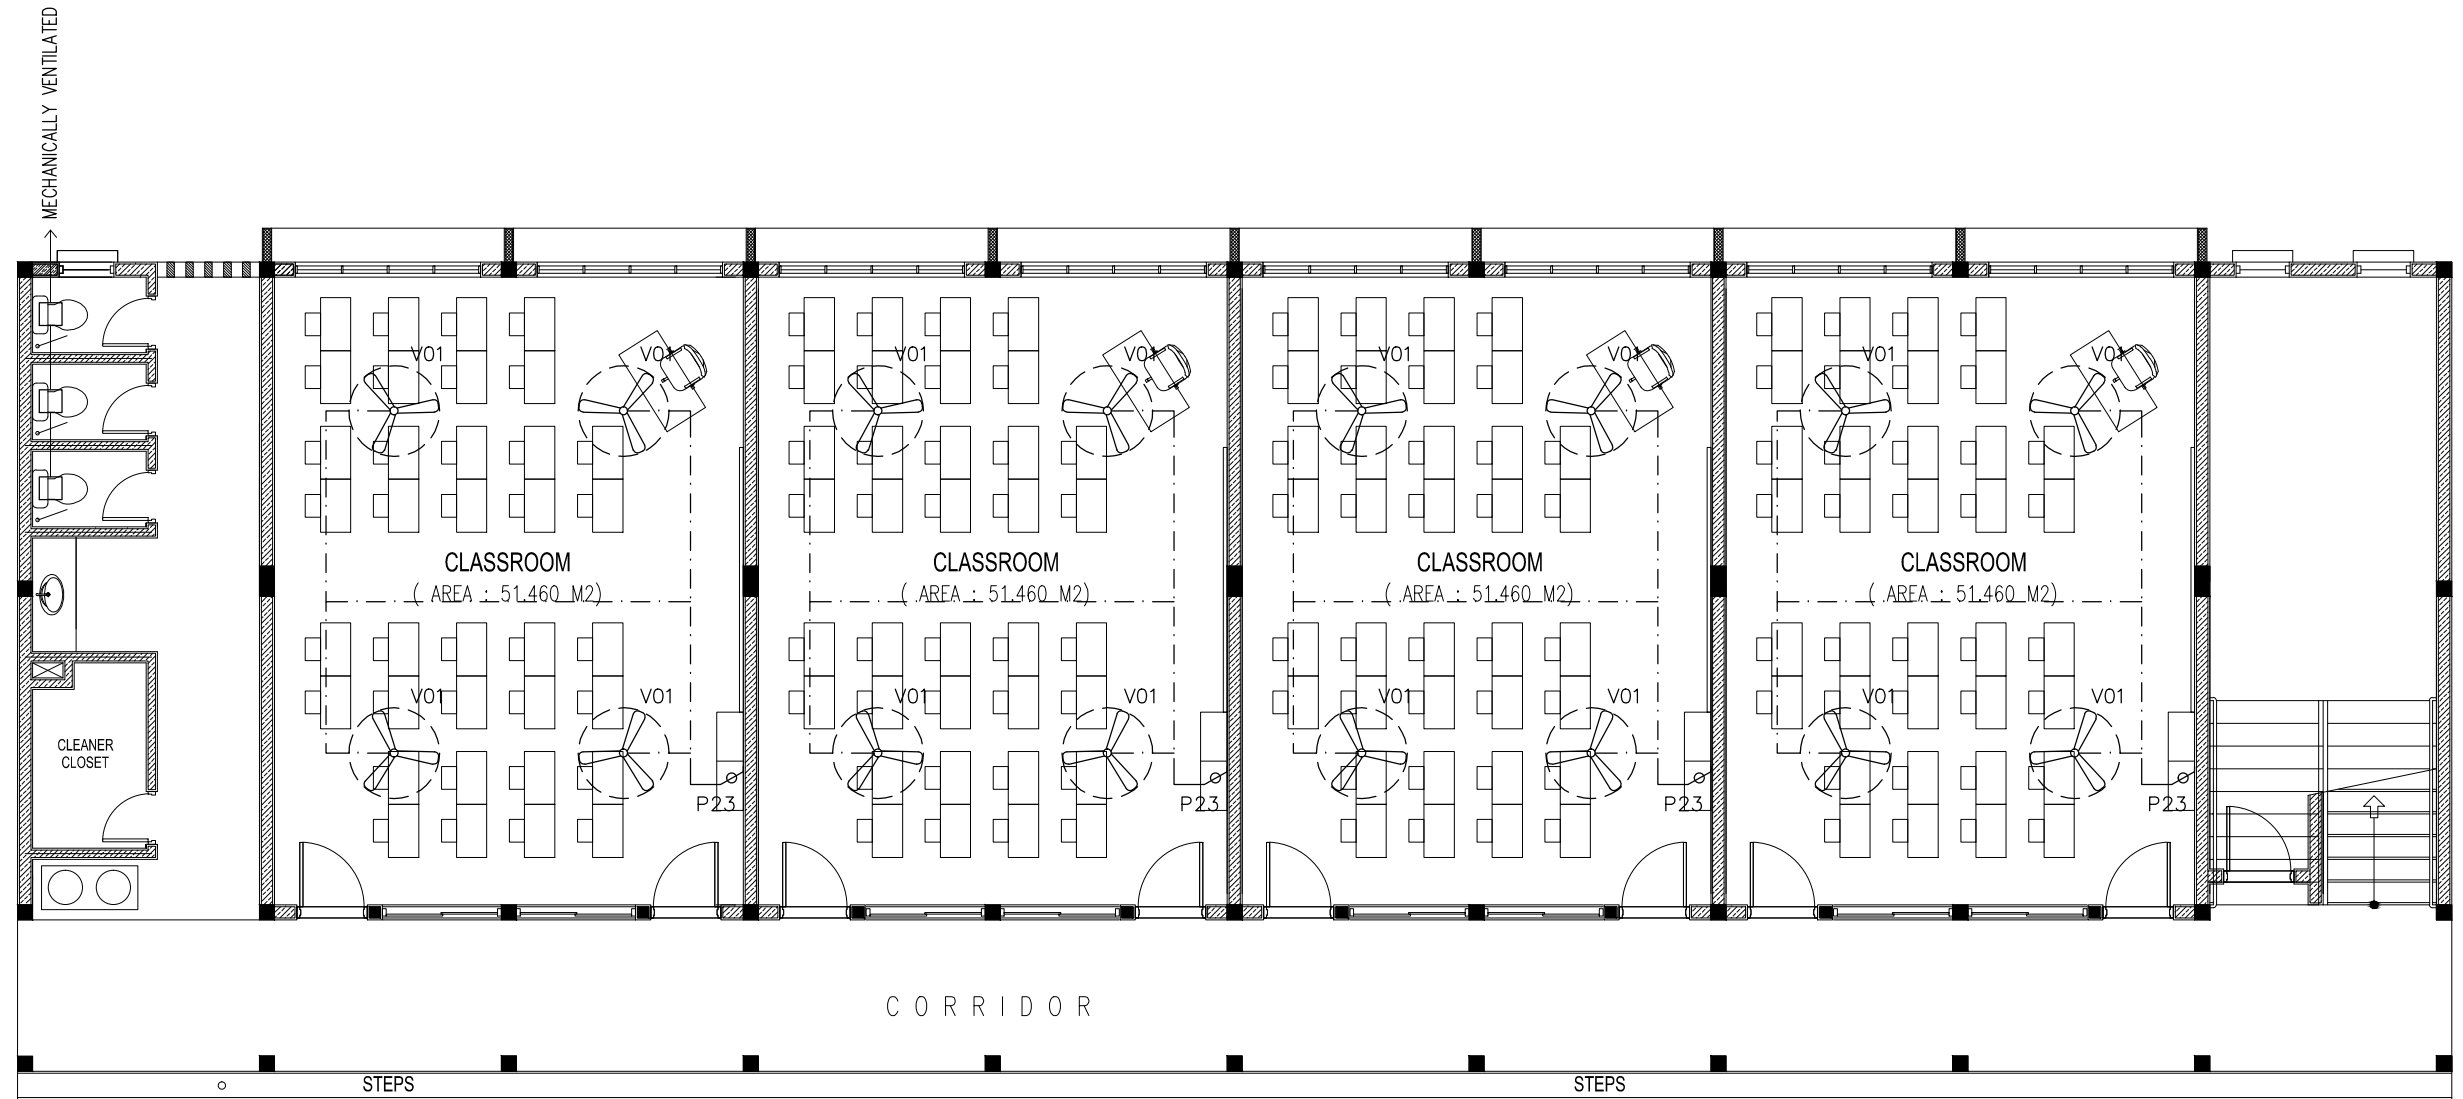 MECHANICALLY VENTILATED
V01 V01 V01 V01 V01 V01 V01 V01
CLASSROOM CLASSROOM CLASSROOM CLASSROOM
( AREA : 51.460 M2) ( AREA : 51.460 M2) ( AREA : 51.460 M2) ( AREA : 51.460 M2)
V01 V01 V01 V01 V01 V01 V01 V01
CLEANER
CLOSET
P23 P23 P23 P23
CORRIDOR
STEPS STEPS